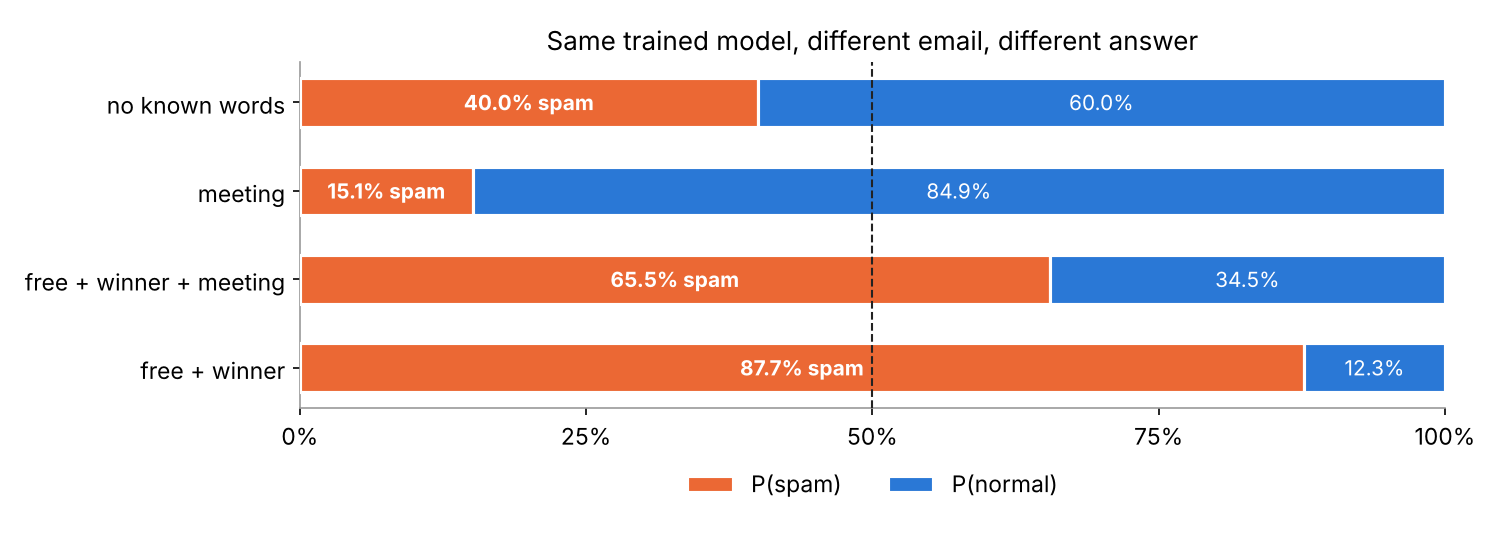 Same trained model, different email, different answer
no known words
40.0% spam
60.0%
meeting
15.1% spam
84.9%
free + winner + meeting
65.5% spam
34.5%
free + winner
87.7% spam
12.3%
0%
25%
50%
75%
100%
P(spam)
P(normal)